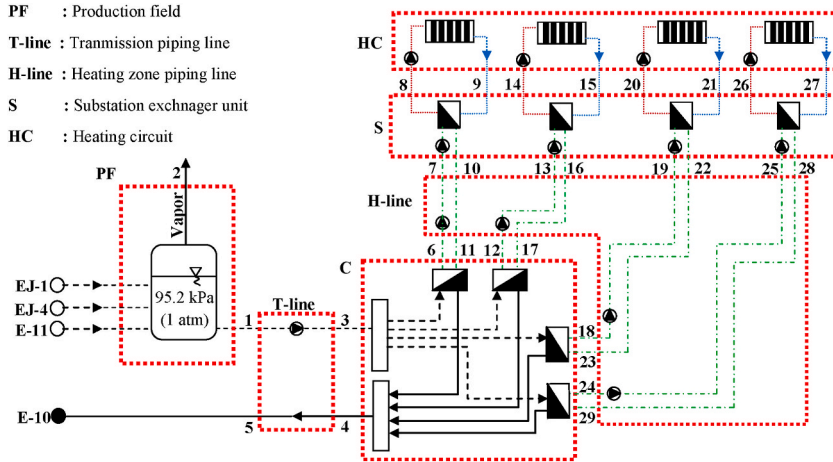 PF : Production field
T-line : Tranmission piping line
H-line : Heating zone piping line
S : Substation exchnager unit
HC : Heating circuit
HC
8 9 14 15 20 21 26 27
S
7 10 13 16 19 22 25 28
PF
2
Vapor
H-line
6 11 12 17
C
EJ-1
EJ-4
E-11
95.2 kPa
(1 atm)
T-line
1 3
18
23
24
29
E-10
5 4